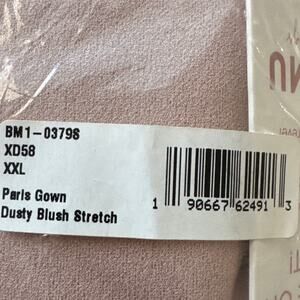 BM1-03798
XD58
XXL
Paris Gown
Dusty Blush Stretch
1 90667 62491 3